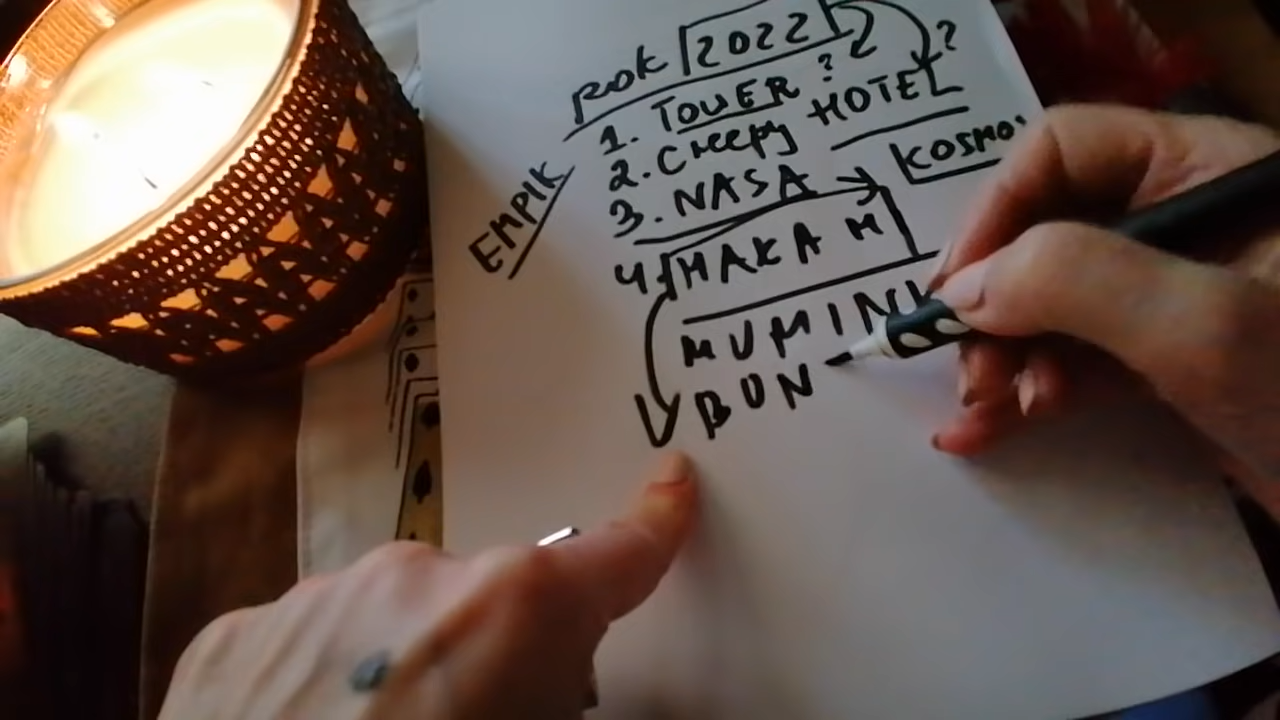 ROK 2022
1. TOWER ? ?
2. Creepy HOTEL
3. NASA KOSMO
EMPIK
4. HAKA M
MUMIN
BUN